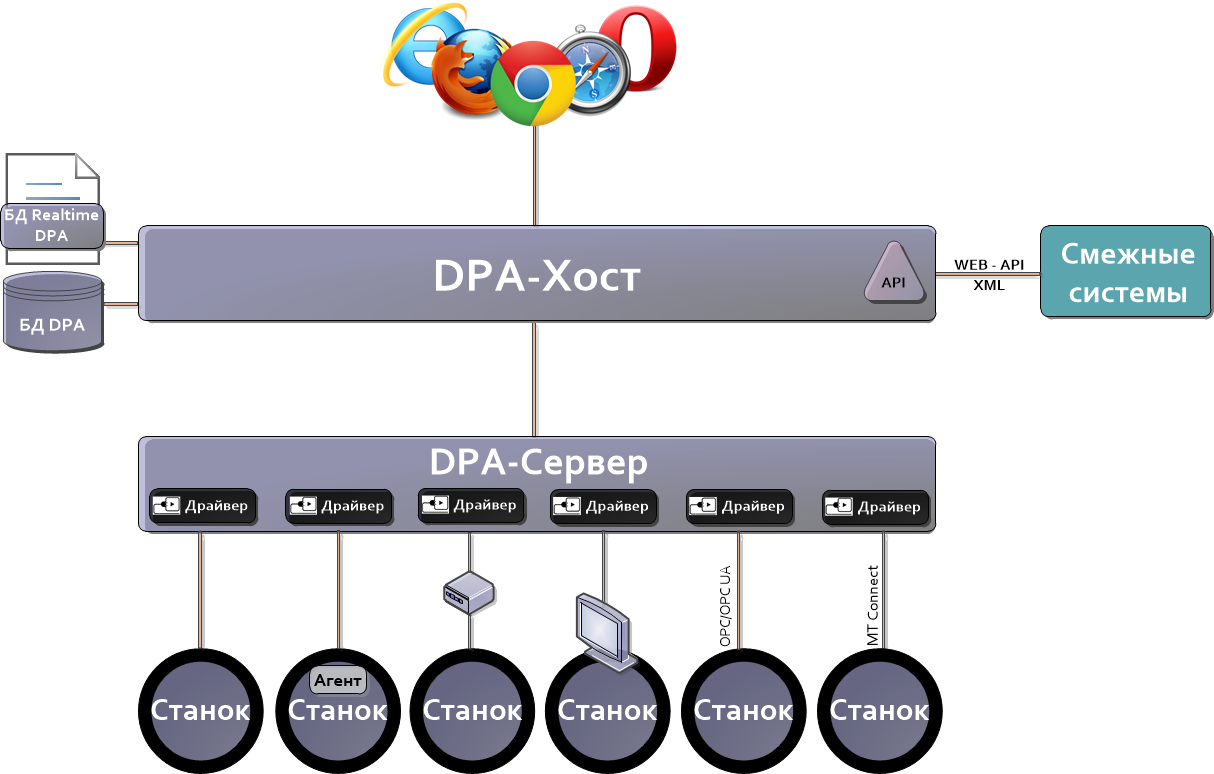 БД Realtime
DPA
БД DPA
DPA-Хост
API
WEB - API
XML
Смежные
системы
DPA-Сервер
Драйвер
Драйвер
Драйвер
Драйвер
Драйвер
Драйвер
OPC/OPC UA
MT Connect
Станок
Агент
Станок
Станок
Станок
Станок
Станок